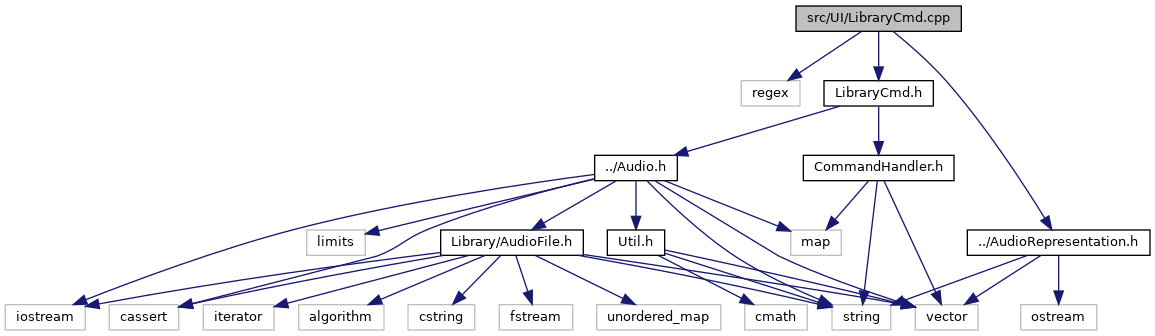 src/UI/LibraryCmd.cpp
regex
LibraryCmd.h
../Audio.h
CommandHandler.h
limits
Library/AudioFile.h
Util.h
map
../AudioRepresentation.h
iostream
cassert
iterator
algorithm
cstring
fstream
unordered_map
cmath
string
vector
ostream